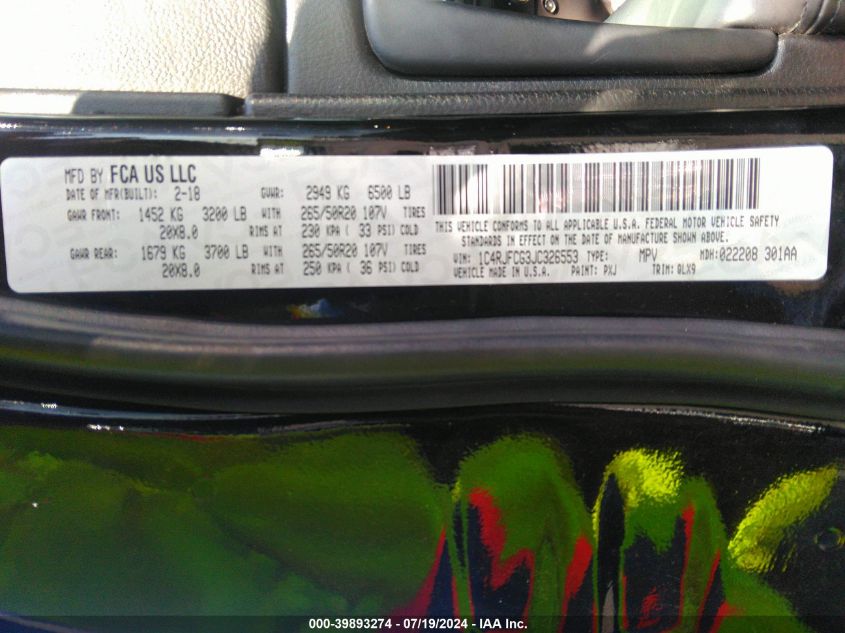 MFD BY FCA US LLC
DATE OF MFR(BUILT): 2-18 GVWR: 2949 KG 6500 LB
GAWR FRONT: 1452 KG 3200 LB WITH 265/50R20 107V TIRES
20X8.0 RIMS AT 230 KPA ( 33 PSI) COLD
GAWR REAR: 1679 KG 3700 LB WITH 265/50R20 107V TIRES
20X8.0 RIMS AT 250 KPA ( 36 PSI) COLD
THIS VEHICLE CONFORMS TO ALL APPLICABLE U.S.A. FEDERAL MOTOR VEHICLE SAFETY
STANDARDS IN EFFECT ON THE DATE OF MANUFACTURE SHOWN ABOVE.
VIN: 1C4RJFCG3JC326553 TYPE: MPV MDH:022208 301AA
VEHICLE MADE IN U.S.A. PAINT: PXJ TRIM: QLX9
000-39893274 - 07/19/2024 - IAA Inc.